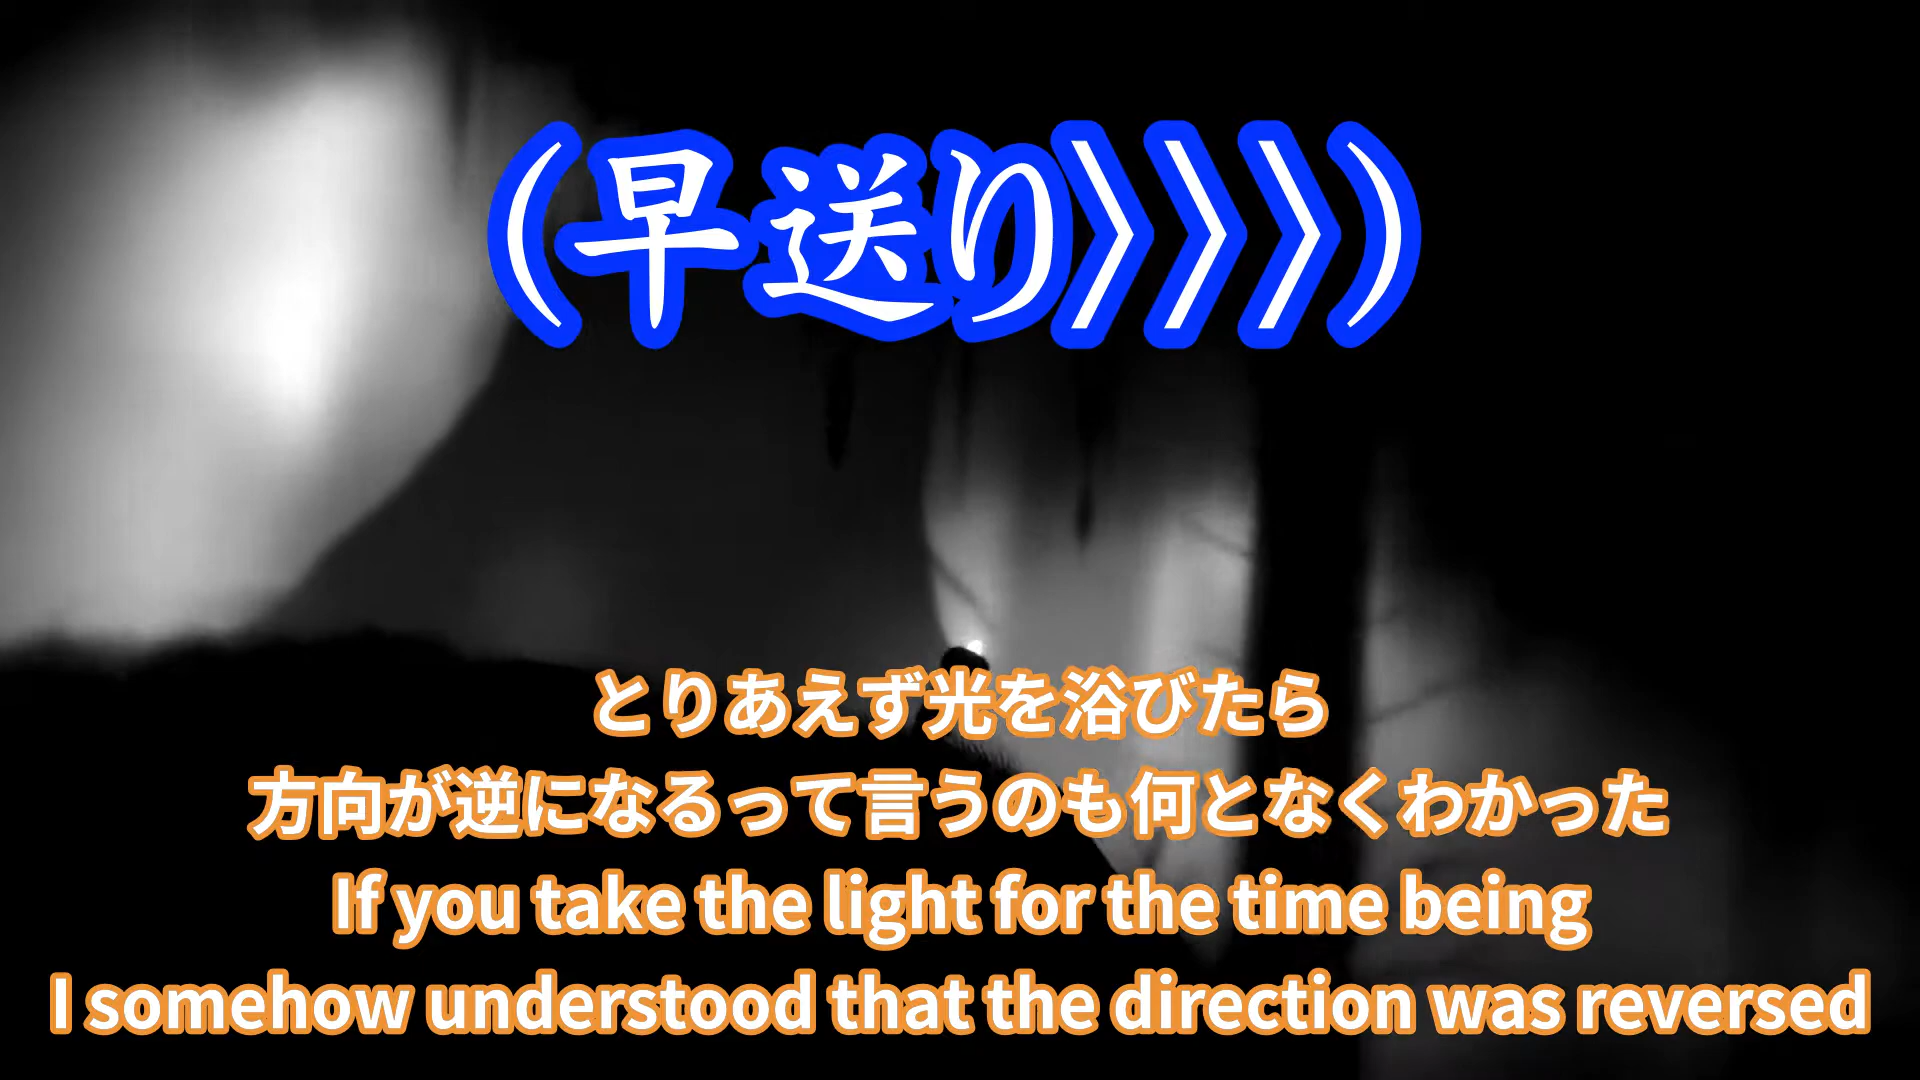 (早送り〉〉〉)
とりあえず光を浴びたら
方向が逆になるって言うのも何となくわかった
If you take the light for the time being
I somehow understood that the direction was reversed